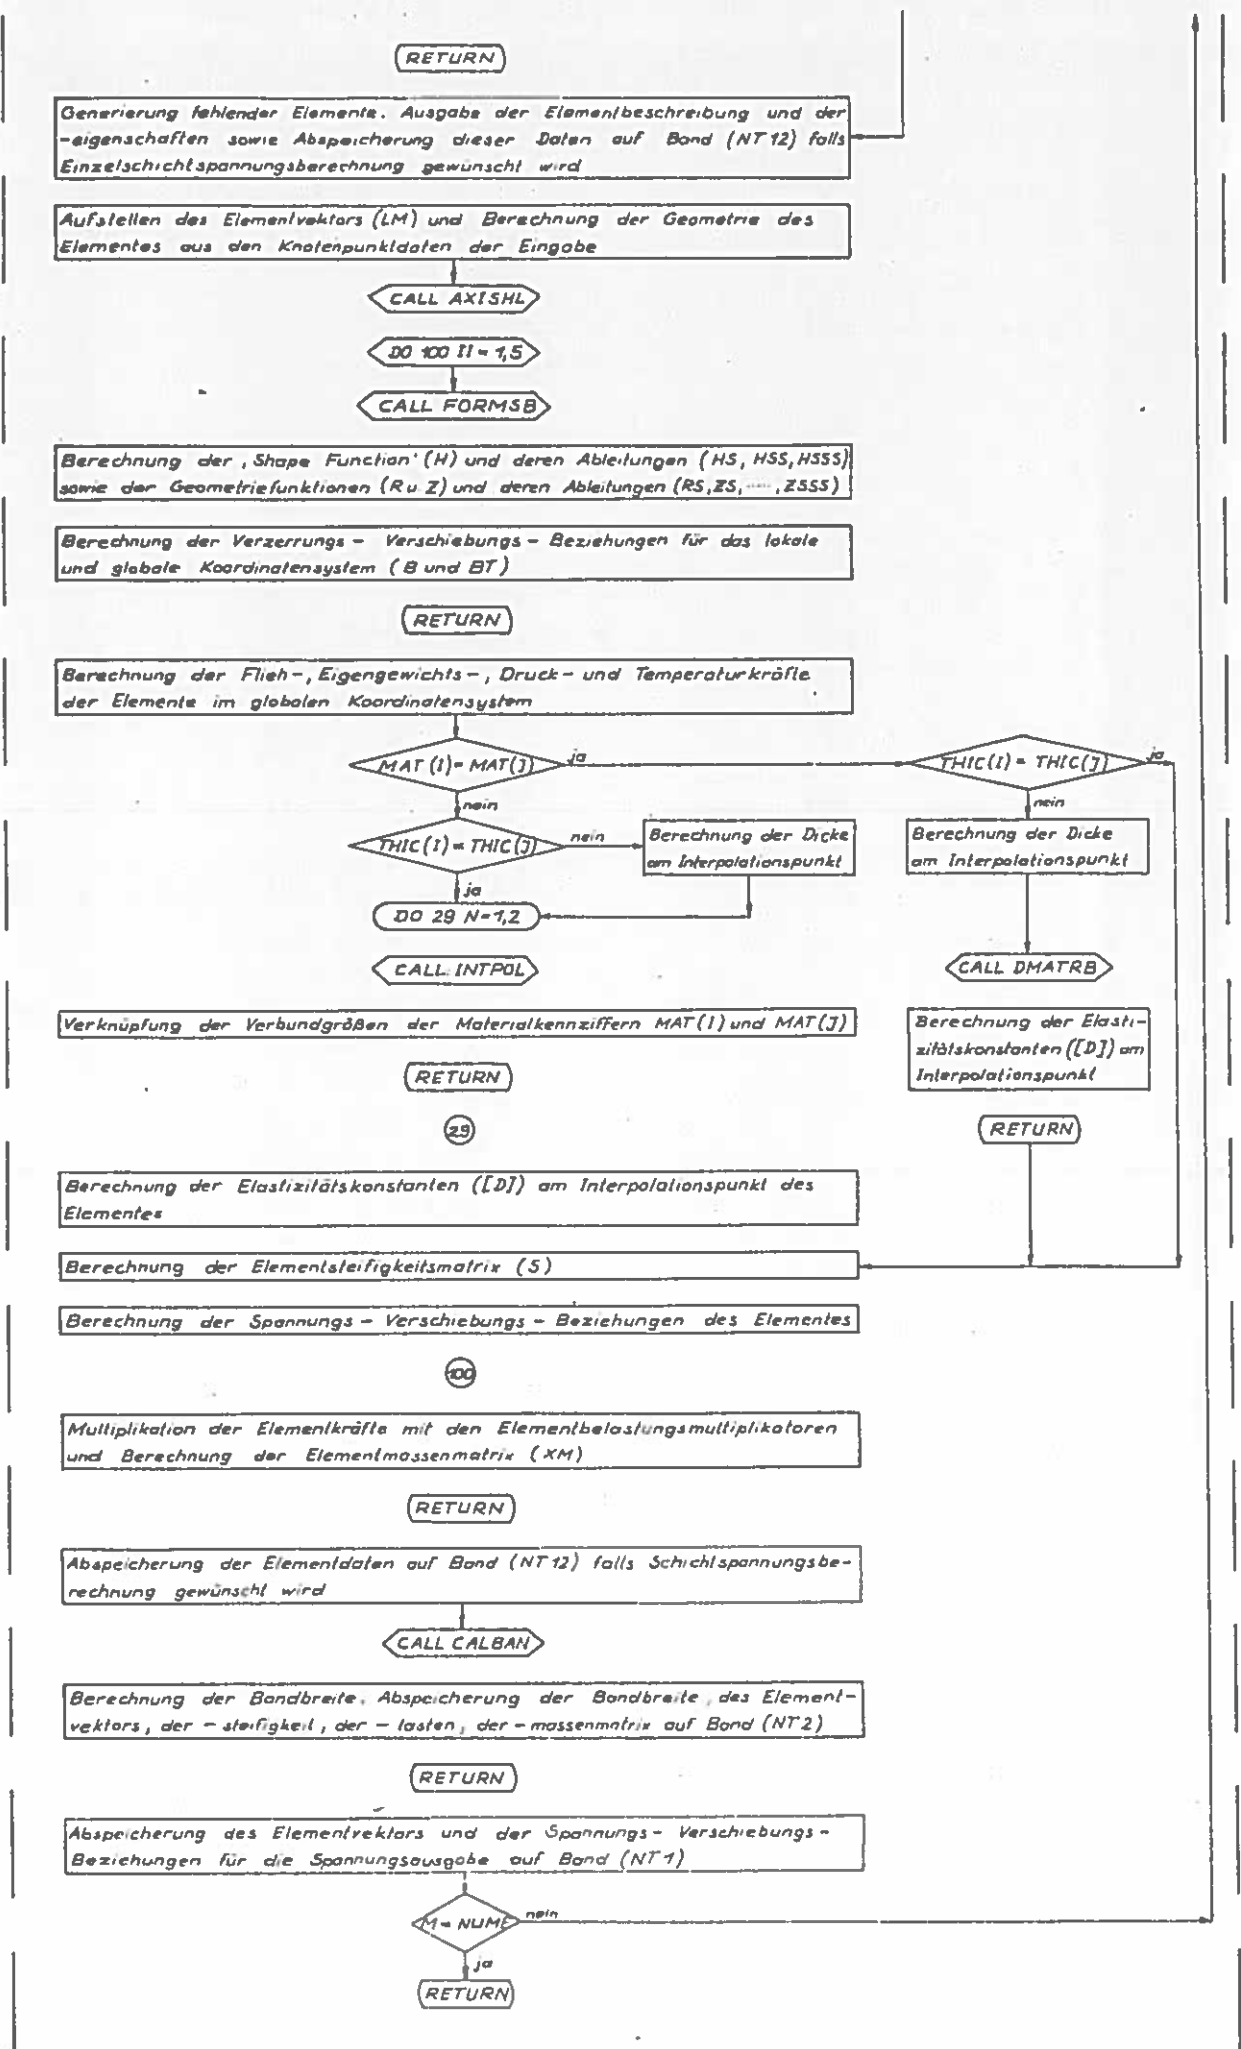 RETURN
Generierung fehlender Elemente. Ausgabe der Elementbeschreibung und der
-eigenschaften sowie Abspeicherung dieser Daten auf Band (NT 12) falls
Einzelschichtspannungsberechnung gewünscht wird
Aufstellen des Elementvektors (LM) und Berechnung der Geometrie des
Elementes aus den Knotenpunktdaten der Eingabe
CALL AXISHL
DO 100 II = 1,5
CALL FORMSB
Berechnung der ‚Shape Function' (H) und deren Ableitungen (HS, HSS, HSSS)
sowie der Geometriefunktionen (R u Z) und deren Ableitungen (RS, ZS, ····, ZSSS)
Berechnung der Verzerrungs - Verschiebungs - Beziehungen für das lokale
und globale Koordinatensystem (B und BT)
RETURN
Berechnung der Flieh-, Eigengewichts-, Druck- und Temperaturkräfte
der Elemente im globalen Koordinatensystem
MAT (I) = MAT(J)
ja
THIC(I) = THIC(J)
ja
nein
nein
THIC(I) = THIC(J)
nein
Berechnung der Dicke
am Interpolationspunkt
Berechnung der Dicke
am Interpolationspunkt
ja
DO 29 N=1,2
CALL INTPOL
CALL DMATRB
Verknüpfung der Verbundgrößen der Materialkennziffern MAT(I) und MAT(J)
Berechnung der Elasti-
zitätskonstanten ([D]) am
Interpolationspunkt
RETURN
29
RETURN
Berechnung der Elastizitätskonstanten ([D]) am Interpolationspunkt des
Elementes
Berechnung der Elementsteifigkeitsmatrix (S)
Berechnung der Spannungs - Verschiebungs - Beziehungen des Elementes
100
Multiplikation der Elementkräfte mit den Elementbelastungsmultiplikatoren
und Berechnung der Elementmassenmatrix (XM)
RETURN
Abspeicherung der Elementdaten auf Band (NT 12) falls Schichtspannungsbe-
rechnung gewünscht wird
CALL CALBAN
Berechnung der Bandbreite. Abspeicherung der Bandbreite, des Element-
vektors, der - steifigkeit, der - lasten, der - massenmatrix auf Band (NT2)
RETURN
Abspeicherung des Elementvektors und der Spannungs- Verschiebungs-
Beziehungen für die Spannungsausgabe auf Band (NT1)
M = NUME
nein
ja
RETURN